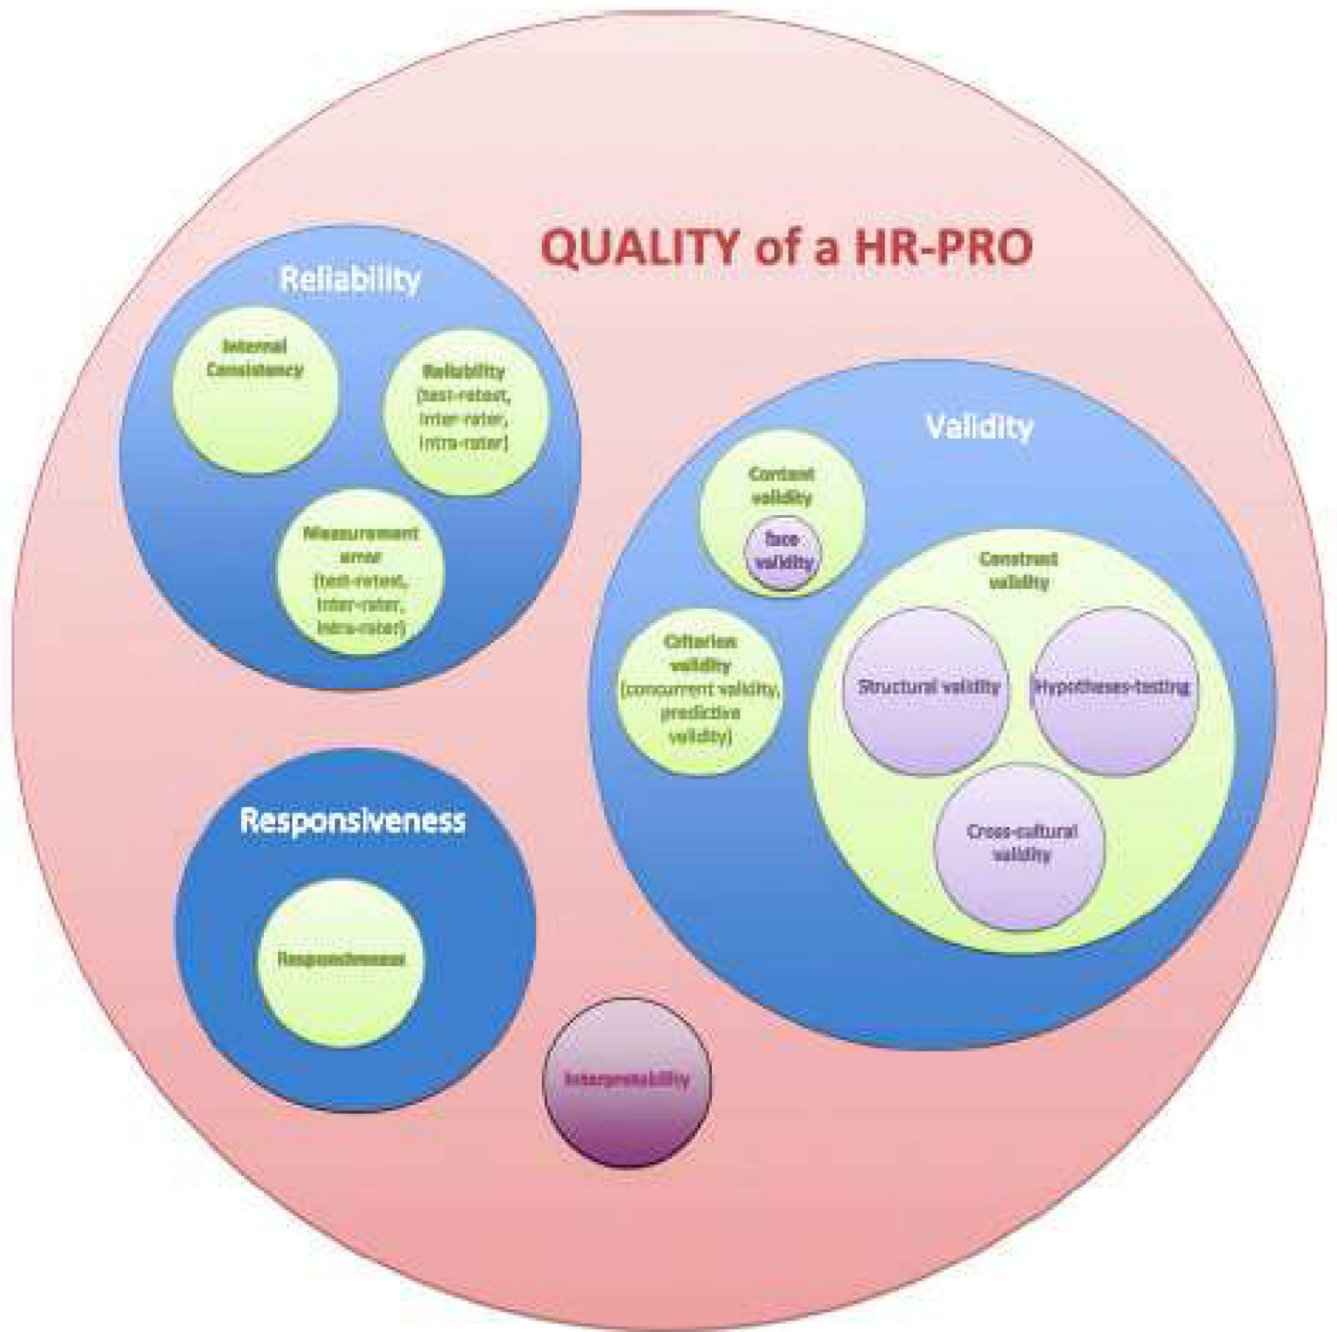 QUALITY of a HR-PRO
Reliability
Internal
Consistency
Reliability
(test-retest,
inter-rater,
intra-rater)
Measurement
error
(test-retest,
inter-rater,
intra-rater)
Validity
Content
validity
face
validity
Criterion
validity
(concurrent validity,
predictive
validity)
Construct
validity
Structural validity
Hypotheses-testing
Cross-cultural
validity
Responsiveness
Responsiveness
Interpretability